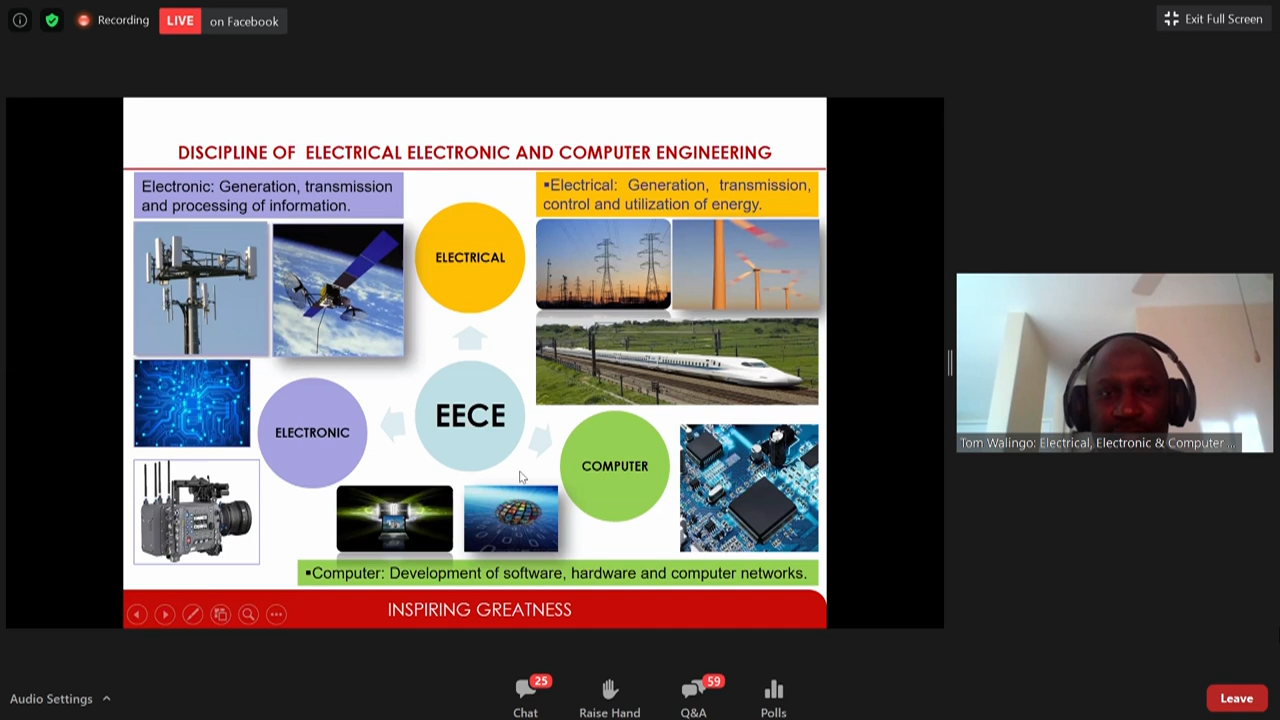 Recording
LIVE on Facebook
Exit Full Screen
DISCIPLINE OF ELECTRICAL ELECTRONIC AND COMPUTER ENGINEERING
Electronic: Generation, transmission
and processing of information.
▪Electrical: Generation, transmission,
control and utilization of energy.
ELECTRICAL
EECE
ELECTRONIC
COMPUTER
▪Computer: Development of software, hardware and computer networks.
INSPIRING GREATNESS
Tom Walingo: Electrical, Electronic & Computer ...
Audio Settings
25
Chat
Raise Hand
59
Q&A
Polls
Leave